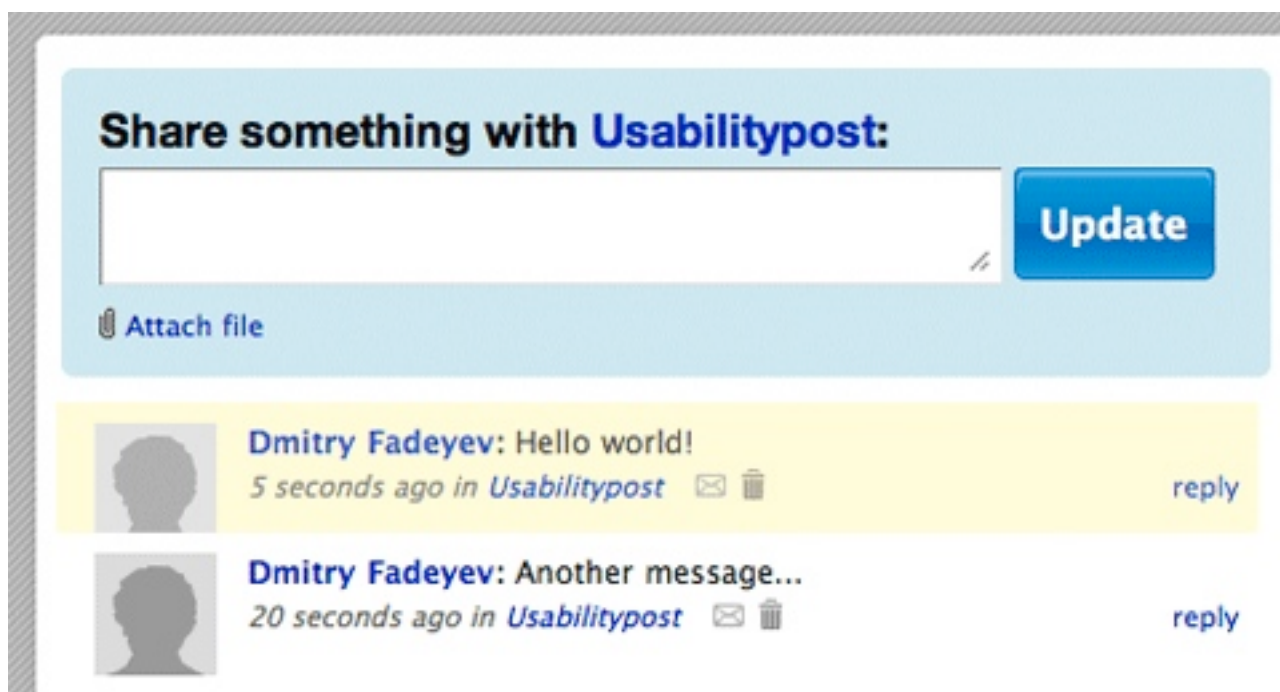 Share something with Usabilitypost:
Update
Attach file
Dmitry Fadeyev: Hello world!
5 seconds ago in Usabilitypost
reply
Dmitry Fadeyev: Another message...
20 seconds ago in Usabilitypost
reply